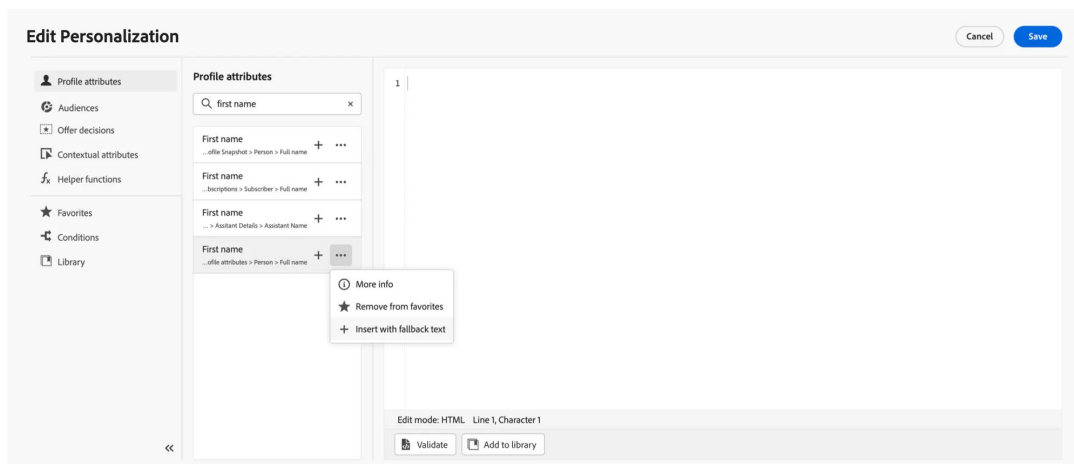 Edit Personalization
Cancel
Save
Profile attributes
Audiences
Offer decisions
Contextual attributes
Helper functions
Favorites
Conditions
Library
Profile attributes
first name
First name
...ofile Snapshot > Person > Full name
First name
...bscriptions > Subscriber > Full name
First name
... > Assitant Details > Assistant Name
First name
...ofile attributes > Person > Full name
More info
Remove from favorites
Insert with fallback text
1
Edit mode: HTML Line 1, Character 1
Validate
Add to library